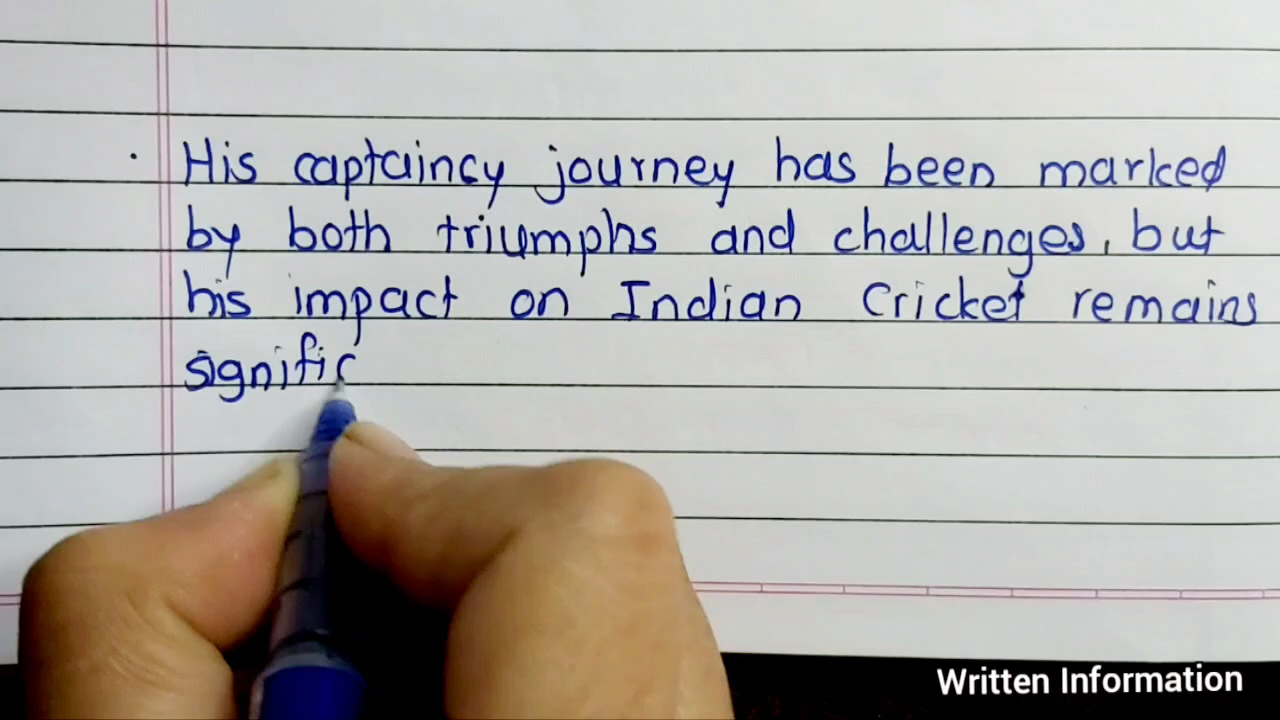 · His captaincy journey has been marked
by both triumphs and challenges, but
his impact on Indian Cricket remains
signific
Written Information